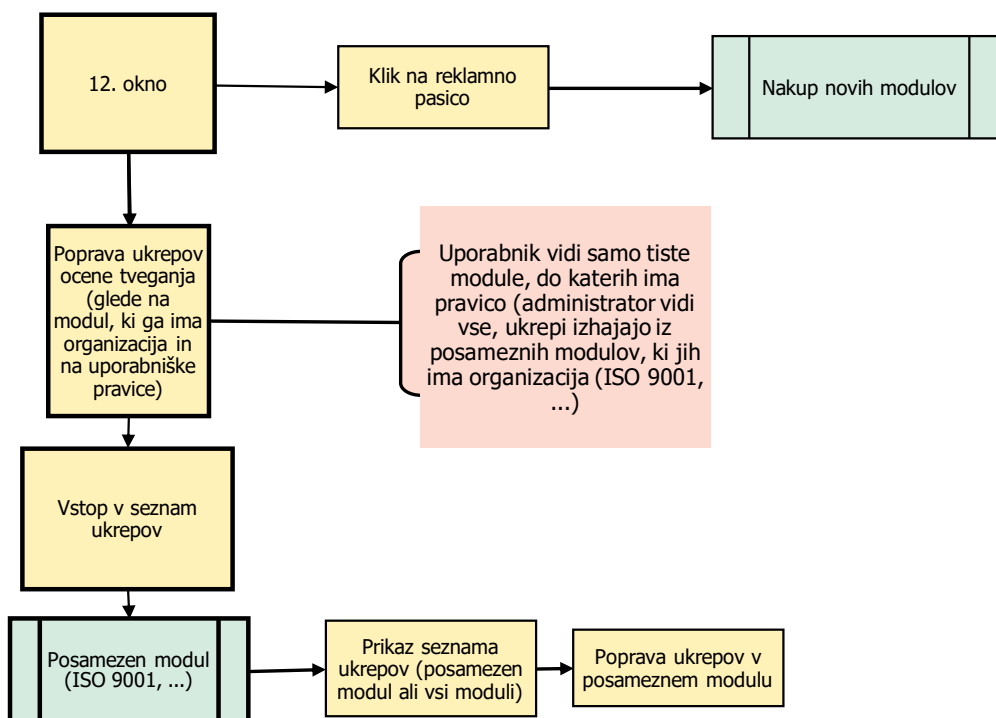 12. okno
Klik na reklamno
pasico
Nakup novih modulov
Poprava ukrepov
ocene tveganja
(glede na
modul, ki ga ima
organizacija in
na uporabniške
pravice)
Uporabnik vidi samo tiste
module, do katerih ima
pravico (administrator vidi
vse, ukrepi izhajajo iz
posameznih modulov, ki jih
ima organizacija (ISO 9001,
...)
Vstop v seznam
ukrepov
Posamezen modul
(ISO 9001, ...)
Prikaz seznama
ukrepov (posamezen
modul ali vsi moduli)
Poprava ukrepov v
posameznem modulu